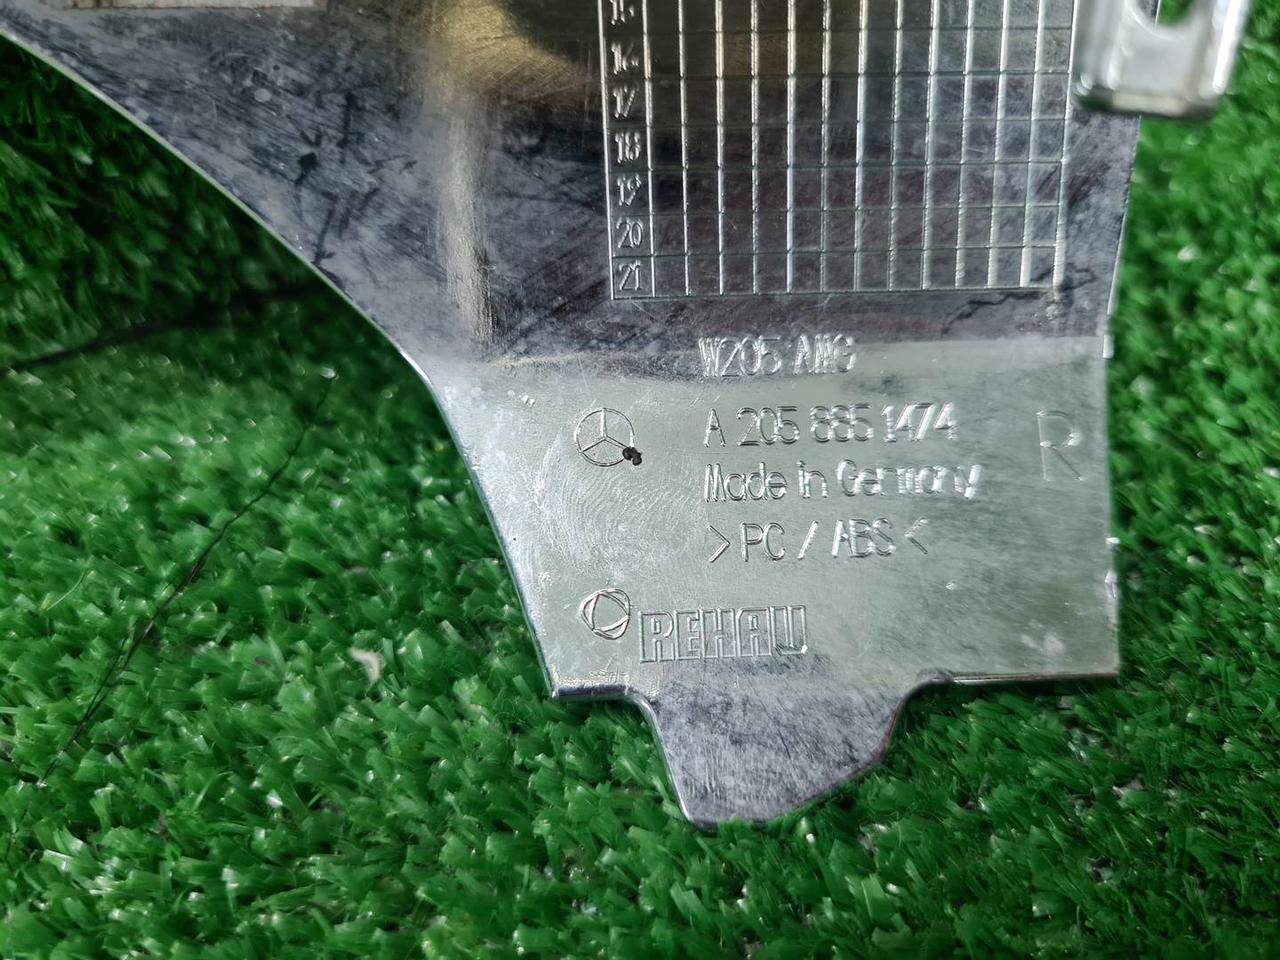 15
16
17
18
19
20
21
W205 AMG
A 205 885 1474
R
Made in Germany
>PC / ABS<
REHAU